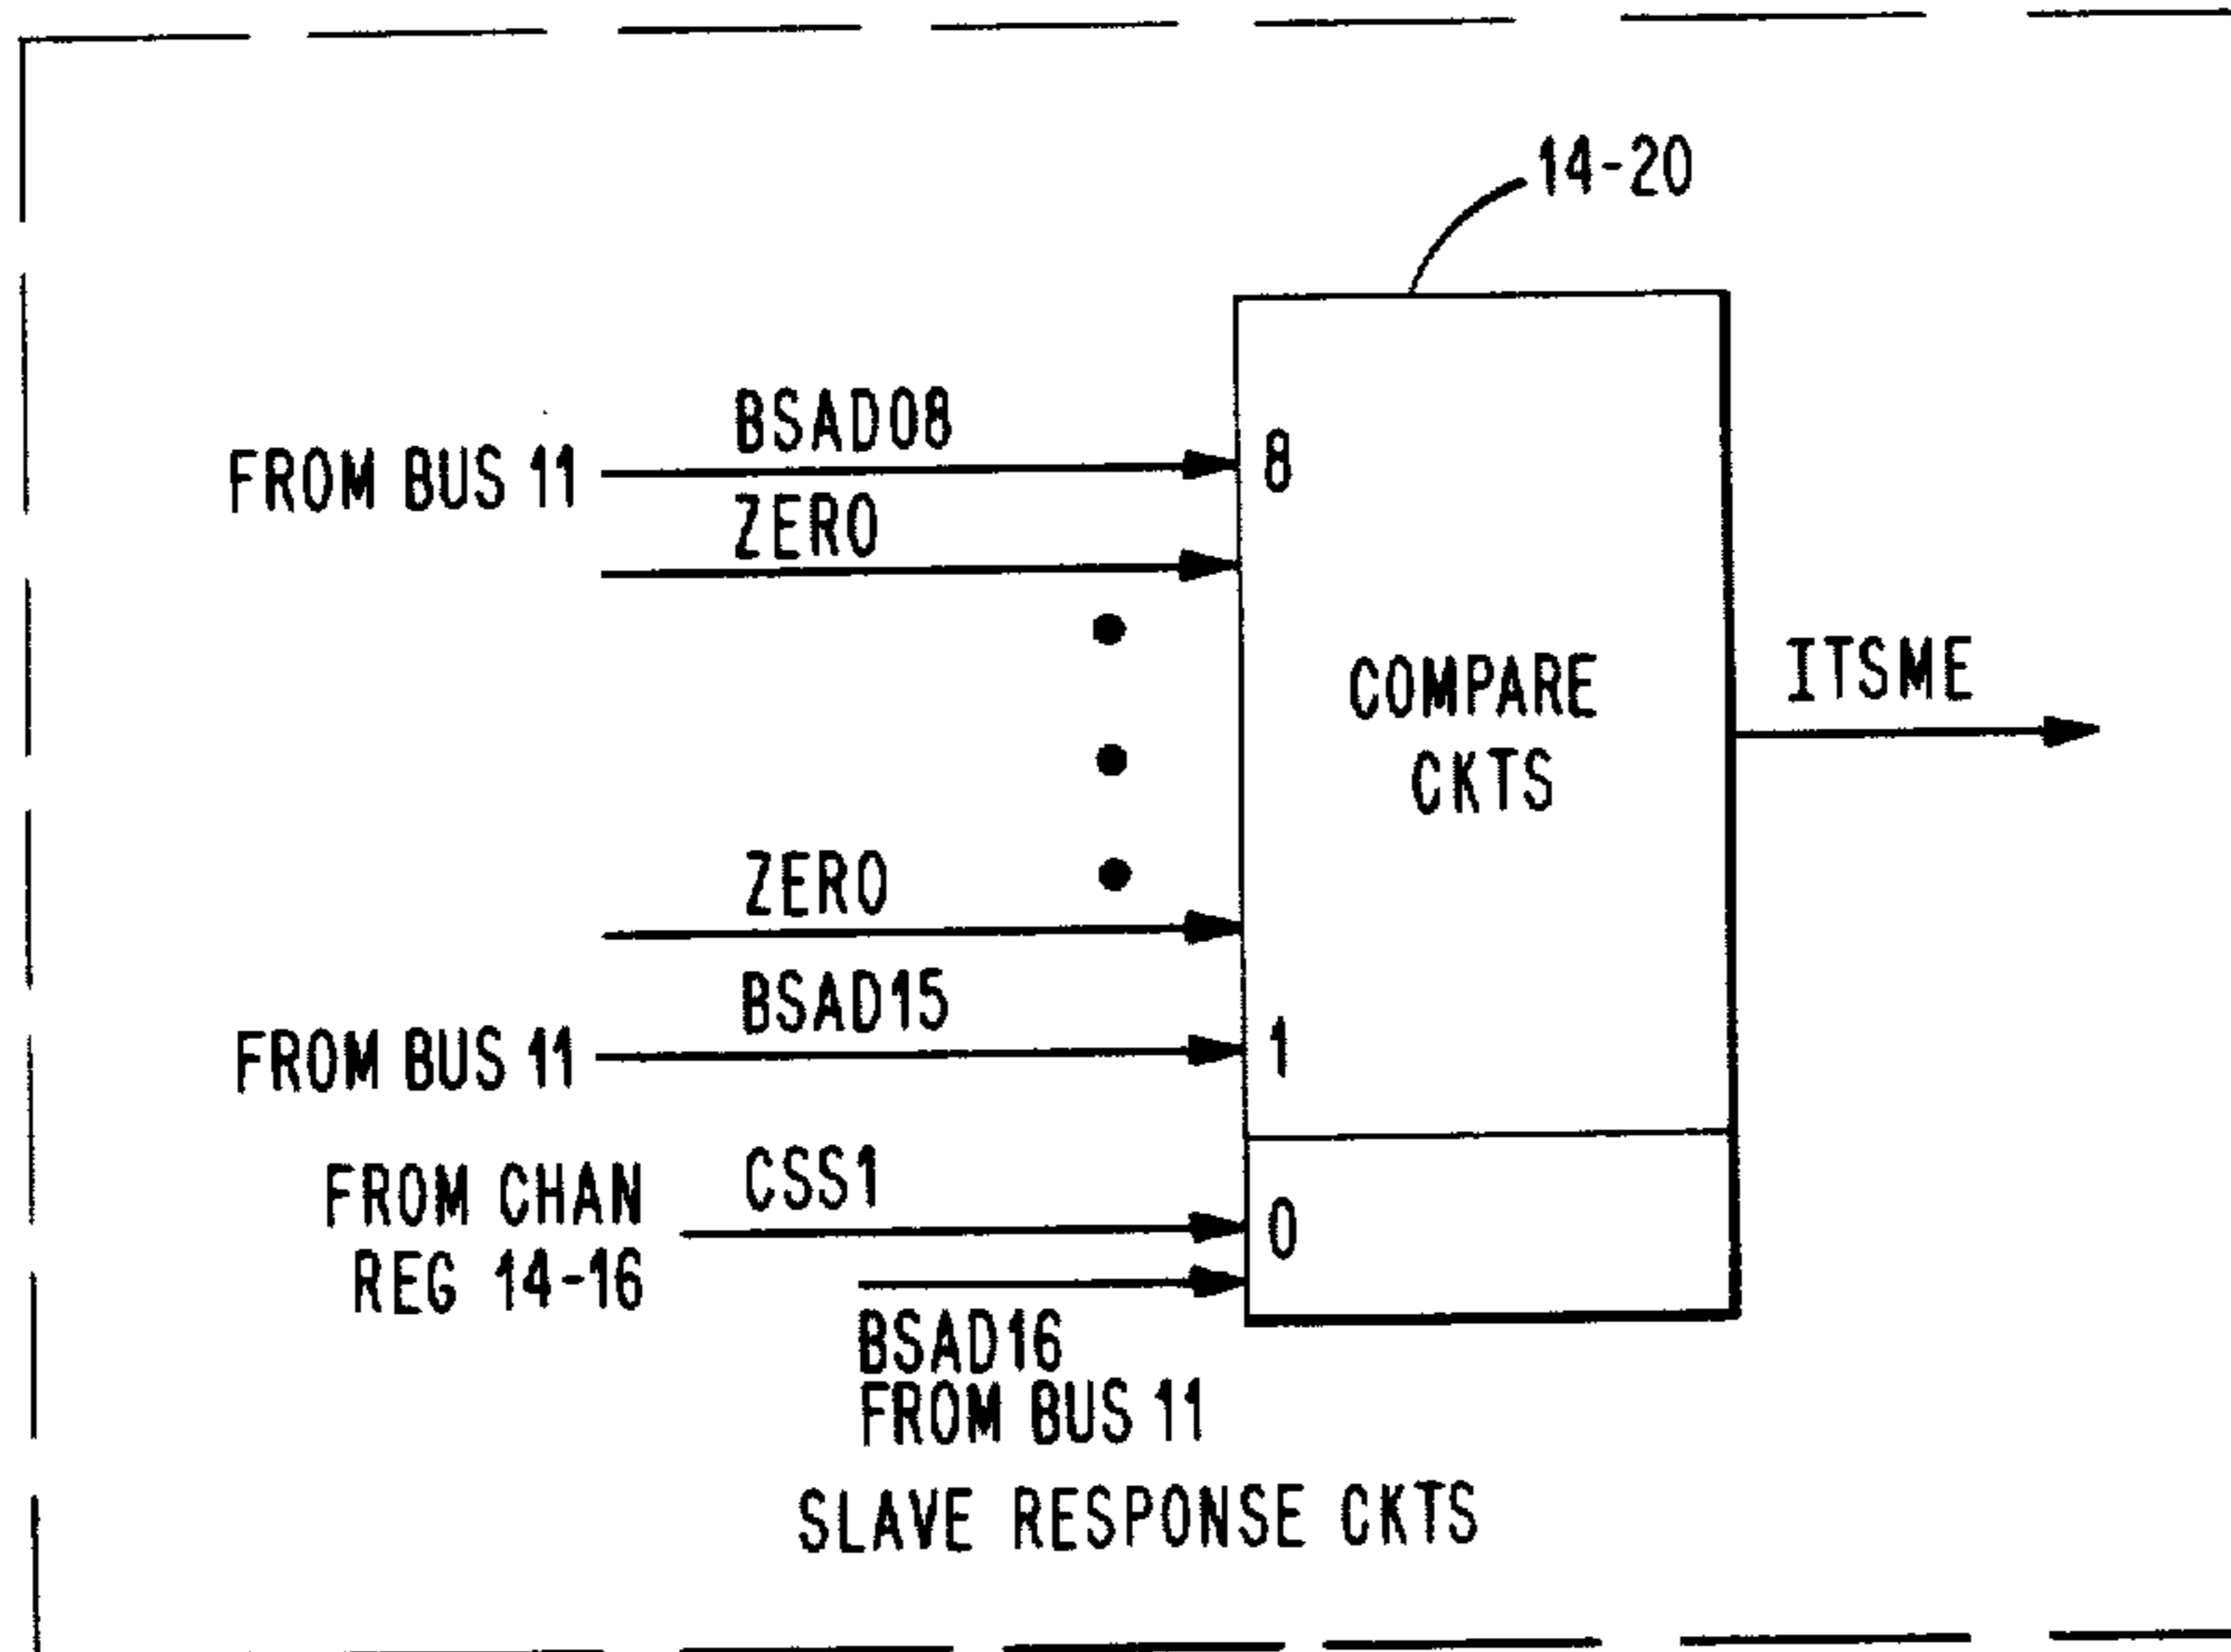 14-20
BSAD08
FROM BUS 11
8
ZERO
COMPARE
CKTS
ITSME
ZERO
BSAD15
FROM BUS 11
1
CSS1
FROM CHAN
REG 14-16
0
BSAD16
FROM BUS 11
SLAVE RESPONSE CKTS